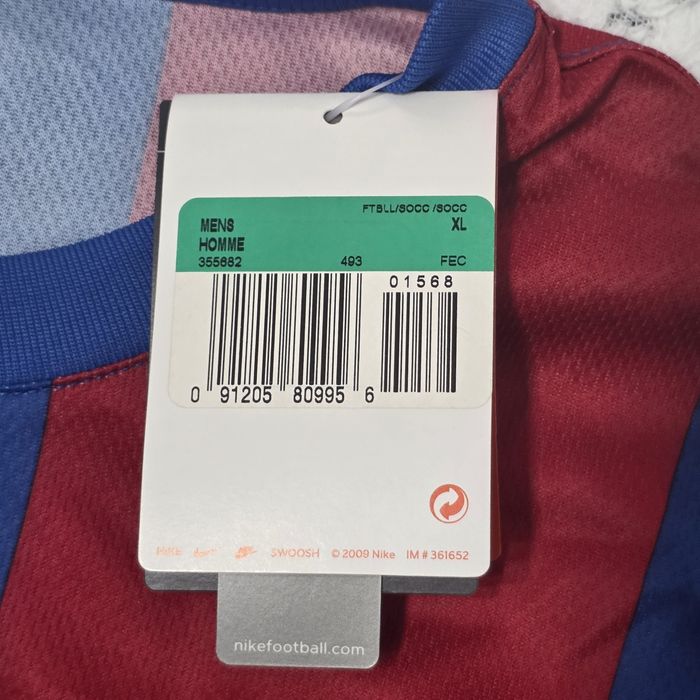 FTBLL/SOCC /SOCC
MENS XL
HOMME
355682 493 FEC
01568
0 91205 80995 6
NIKE SWOOSH © 2009 Nike IM # 361652
nikefootball.com